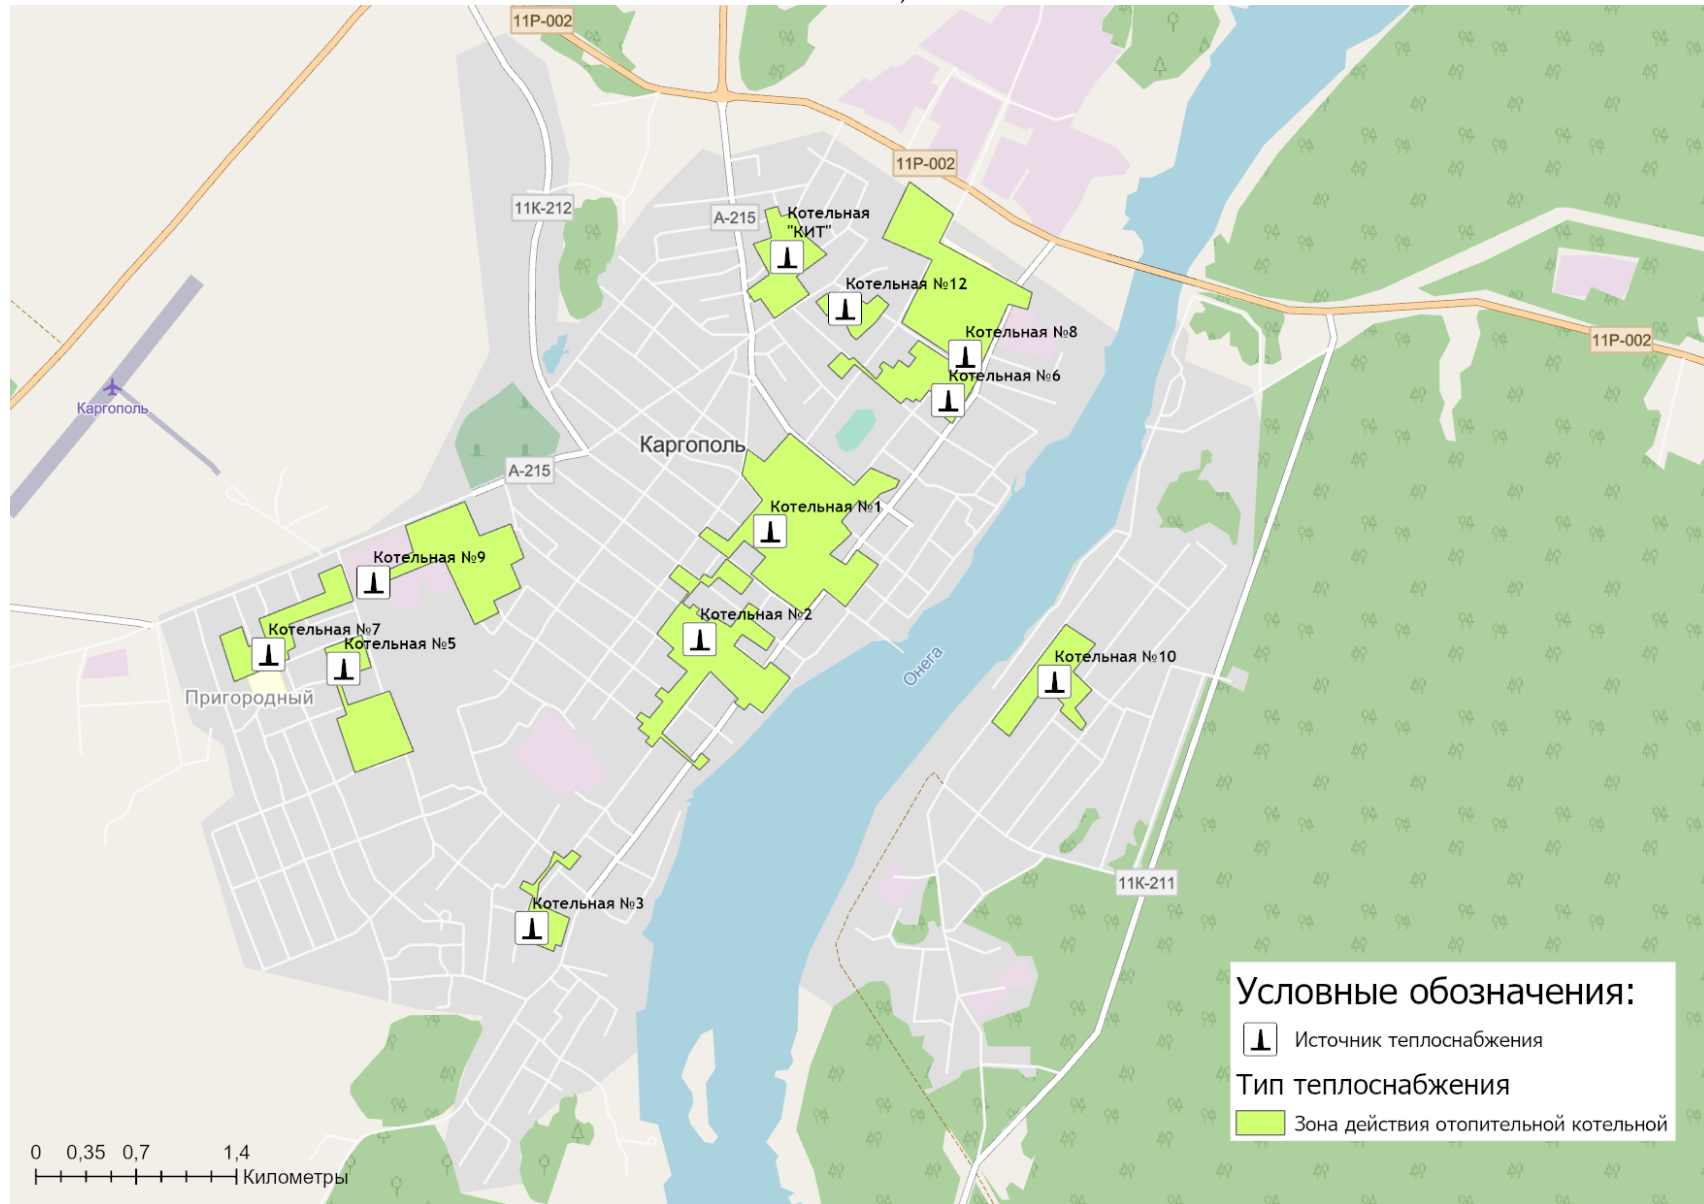 11Р-002
11Р-002
11К-212
А-215
Котельная
"КИТ"
Котельная №12
Котельная №8
11Р-002
Котельная №6
Каргополь
Каргополь
А-215
Котельная №1
Котельная №9
Котельная №2
Котельная №7
Котельная №5
Онега
Котельная №10
Пригородный
11К-211
Котельная №3
Условные обозначения:
Источник теплоснабжения
Тип теплоснабжения
Зона действия отопительной котельной
0 0,35 0,7 1,4
Километры